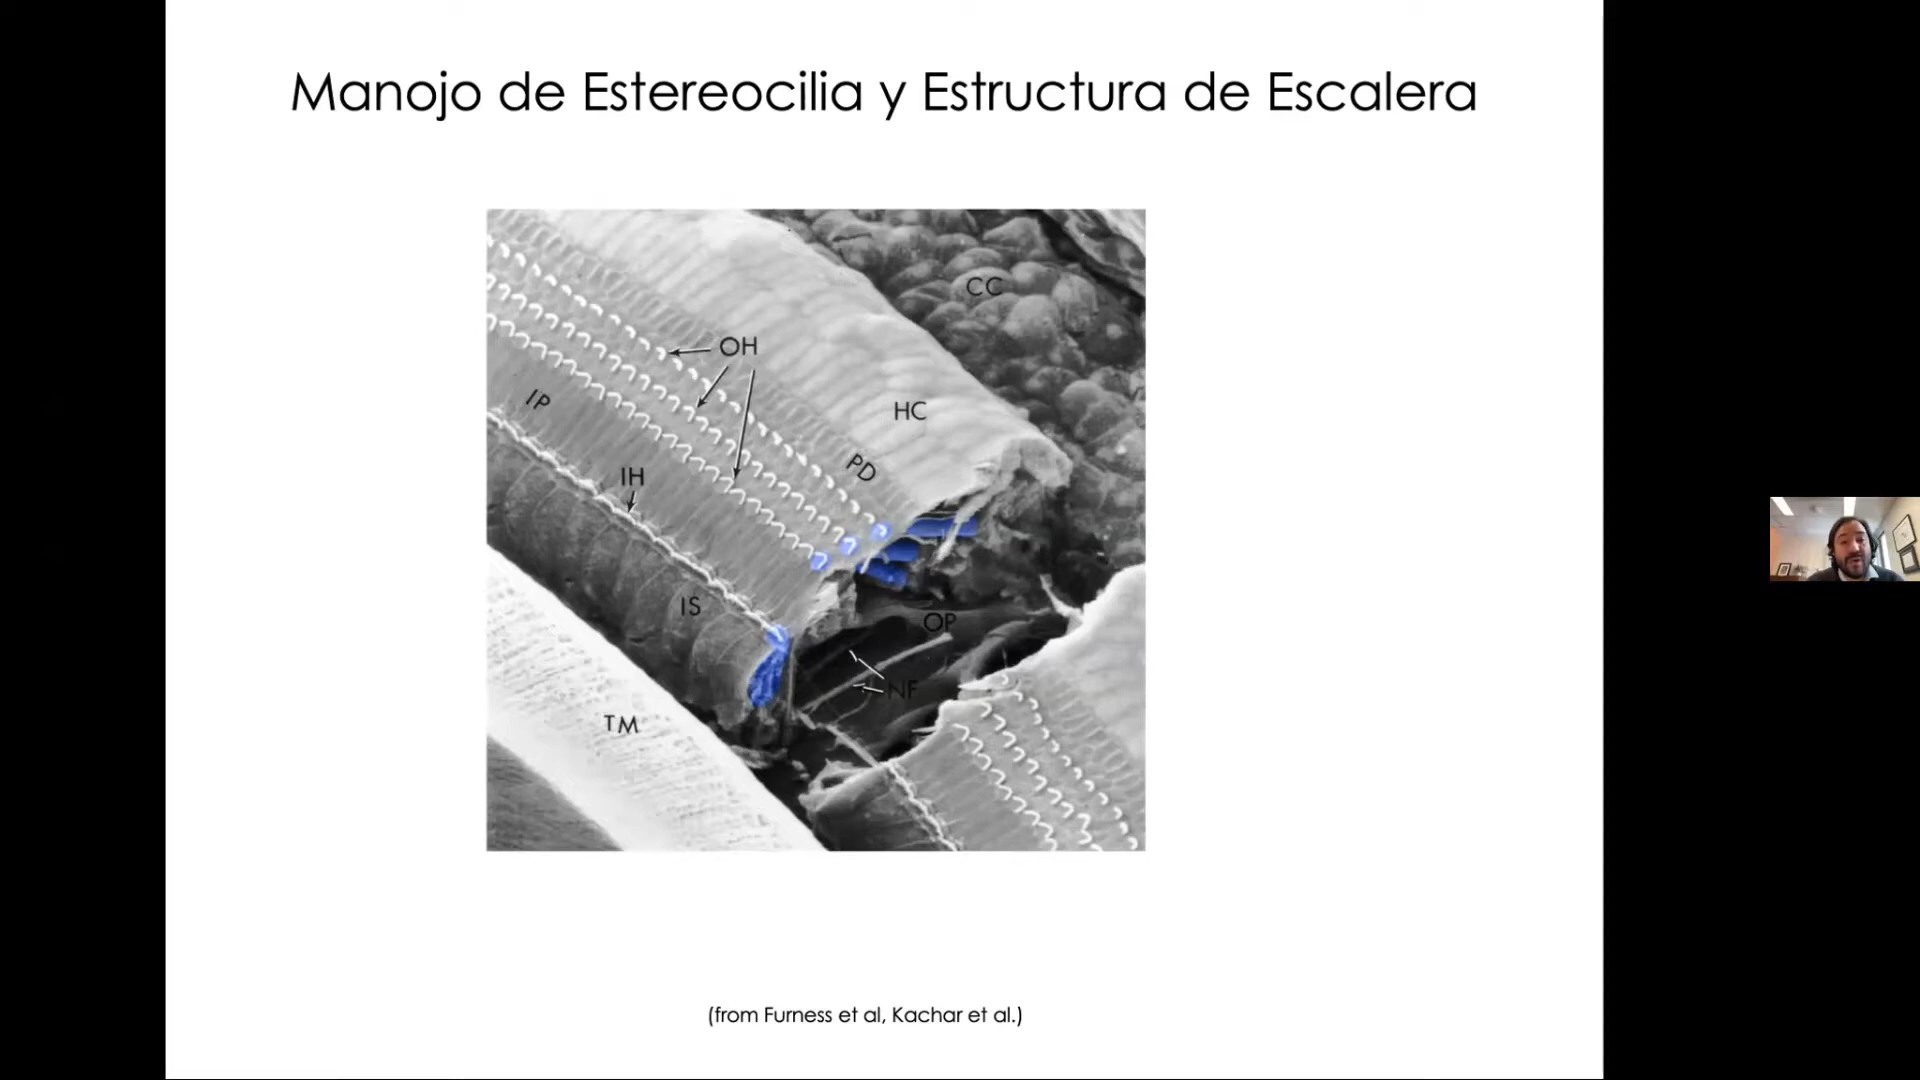 Manojo de Estereocilia y Estructura de Escalera
CC
OH
HC
IP
PD
IH
IS
OP
NF
TM
(from Furness et al, Kachar et al.)